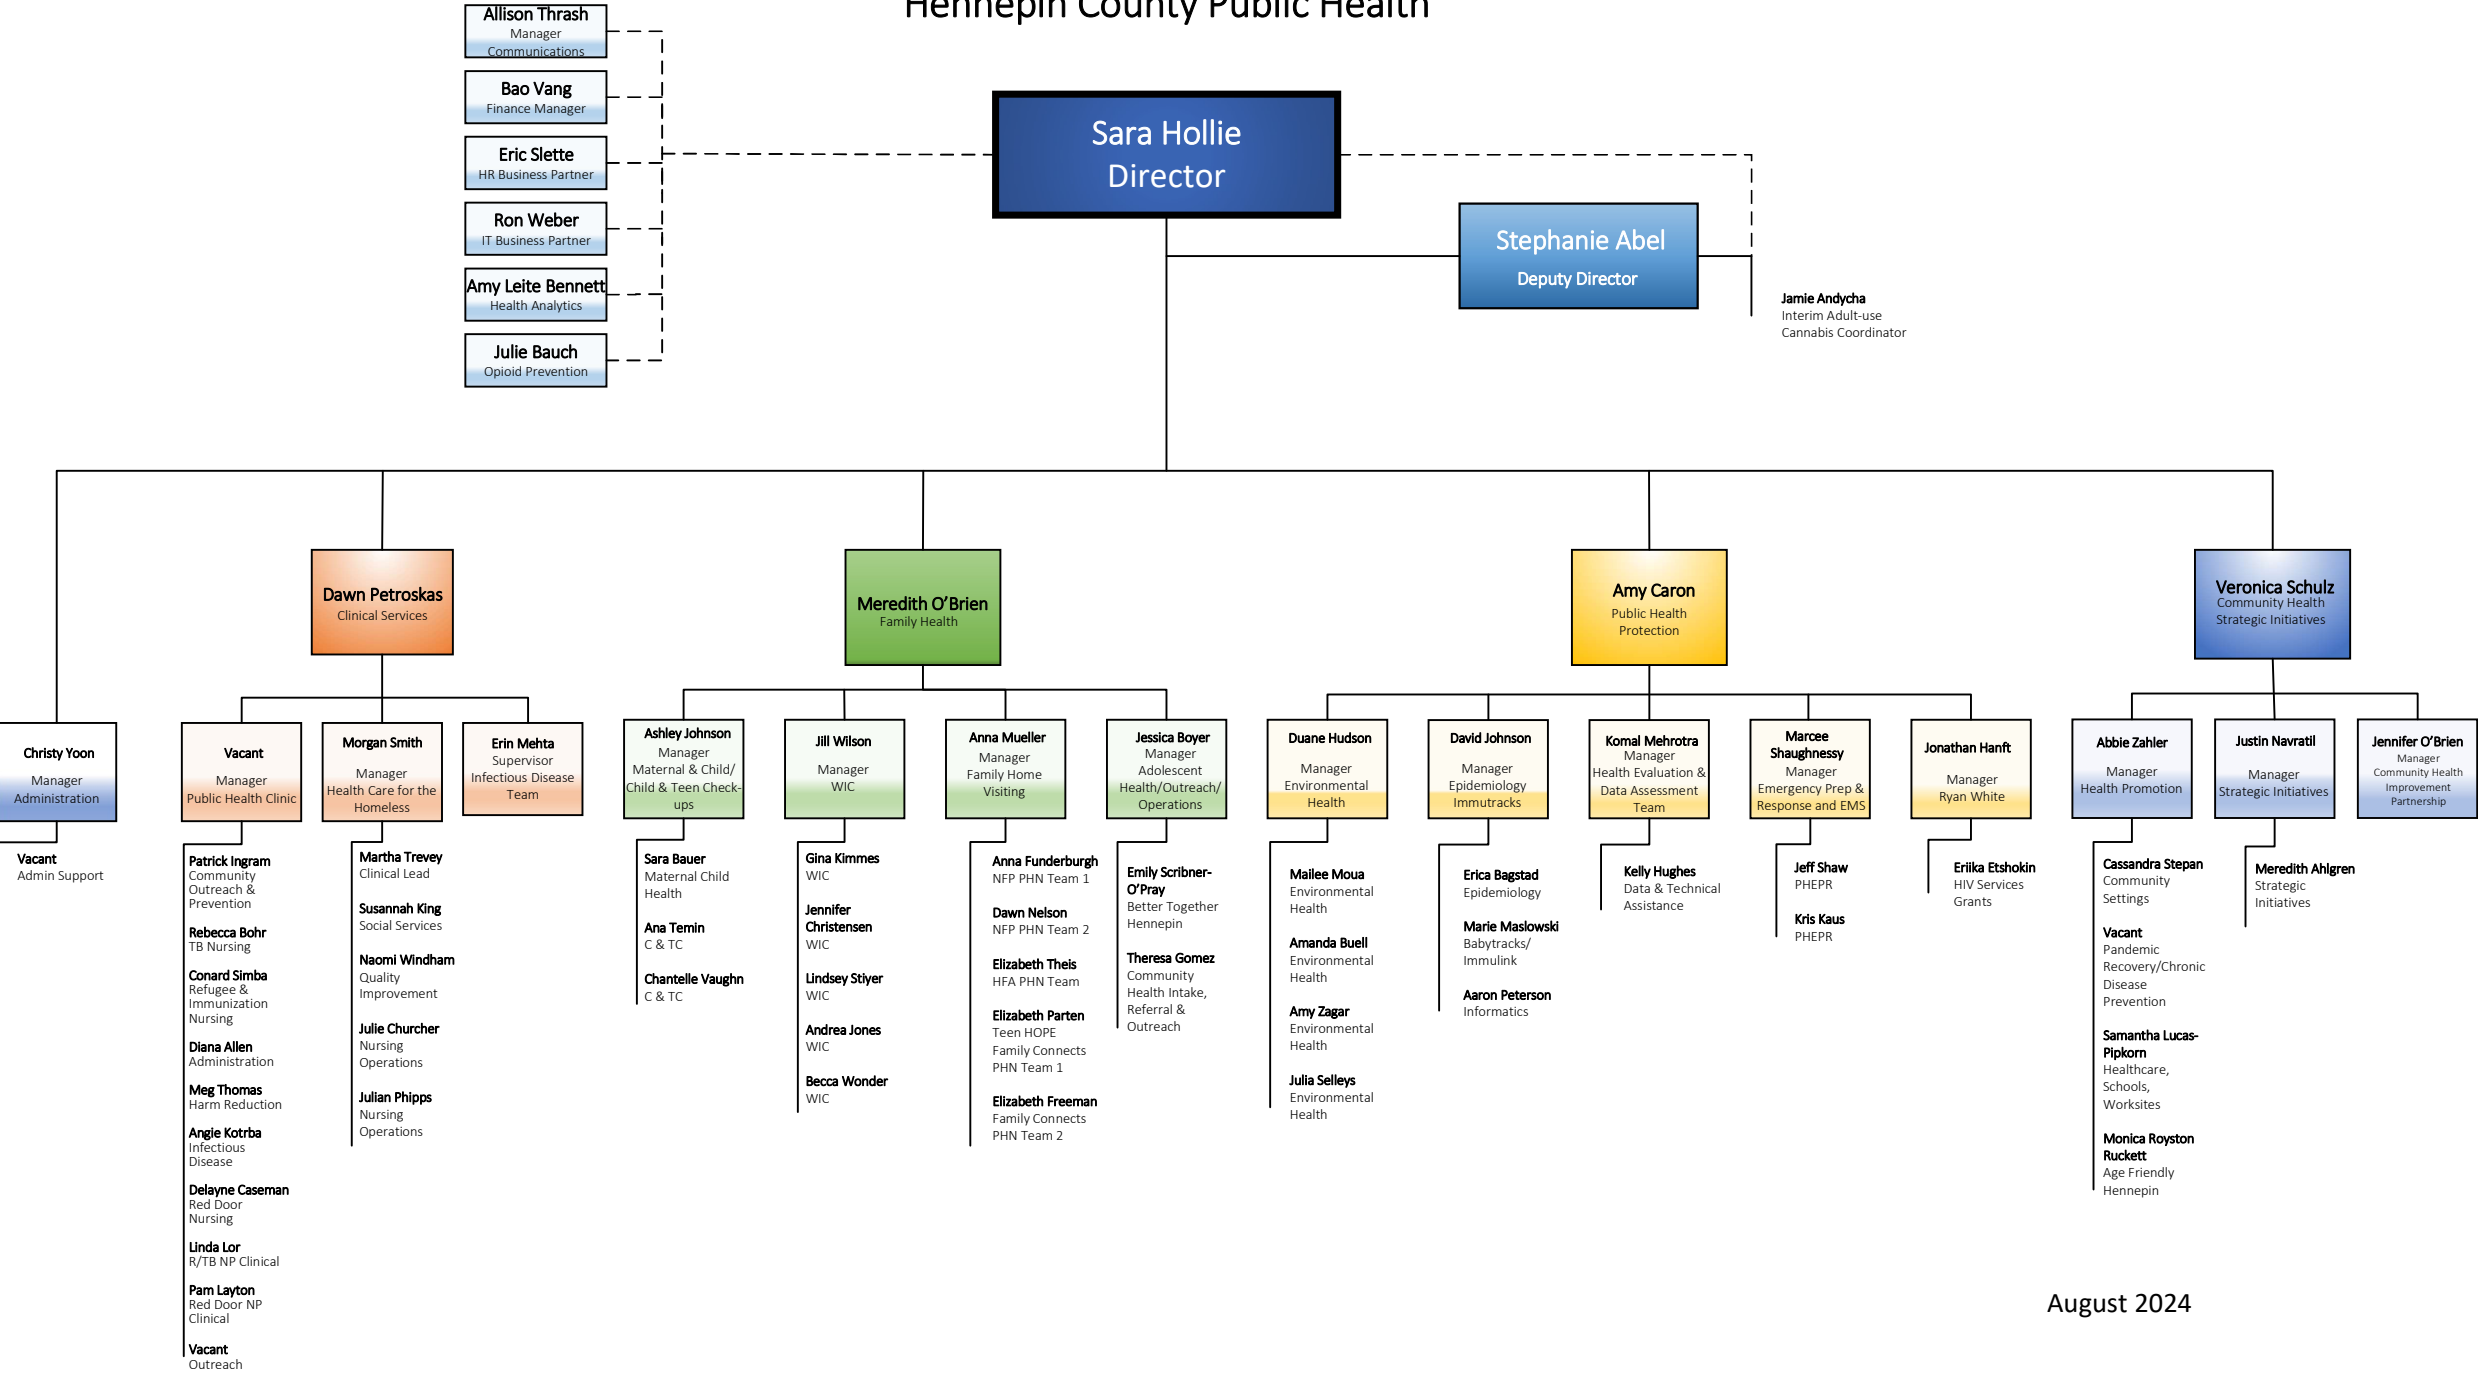 Hennepin County Public Health
Allison Thrash
Manager
Communications
Bao Vang
Finance Manager
Eric Slette
HR Business Partner
Ron Weber
IT Business Partner
Amy Leite Bennett
Health Analytics
Julie Bauch
Opioid Prevention
Sara Hollie
Director
Stephanie Abel
Deputy Director
Jamie Andycha
Interim Adult-use
Cannabis Coordinator
Dawn Petroskas
Clinical Services
Meredith O’Brien
Family Health
Amy Caron
Public Health
Protection
Veronica Schulz
Community Health
Strategic Initiatives
Christy Yoon
Manager
Administration
Vacant
Admin Support
Vacant
Manager
Public Health Clinic
Patrick Ingram
Community
Outreach &
Prevention
Rebecca Bohr
TB Nursing
Conard Simba
Refugee &
Immunization
Nursing
Diana Allen
Administration
Meg Thomas
Harm Reduction
Angie Kotrba
Infectious
Disease
Delayne Caseman
Red Door
Nursing
Linda Lor
R/TB NP Clinical
Pam Layton
Red Door NP
Clinical
Vacant
Outreach
Morgan Smith
Manager
Health Care for the
Homeless
Martha Trevey
Clinical Lead
Susannah King
Social Services
Naomi Windham
Quality
Improvement
Julie Churcher
Nursing
Operations
Julian Phipps
Nursing
Operations
Erin Mehta
Supervisor
Infectious Disease
Team
Ashley Johnson
Manager
Maternal & Child/
Child & Teen Check-
ups
Sara Bauer
Maternal Child
Health
Ana Temin
C & TC
Chantelle Vaughn
C & TC
Jill Wilson
Manager
WIC
Gina Kimmes
WIC
Jennifer
Christensen
WIC
Lindsey Stiyer
WIC
Andrea Jones
WIC
Becca Wonder
WIC
Anna Mueller
Manager
Family Home
Visiting
Anna Funderburgh
NFP PHN Team 1
Dawn Nelson
NFP PHN Team 2
Elizabeth Theis
HFA PHN Team
Elizabeth Parten
Teen HOPE
Family Connects
PHN Team 1
Elizabeth Freeman
Family Connects
PHN Team 2
Jessica Boyer
Manager
Adolescent
Health/Outreach/
Operations
Emily Scribner-
O’Pray
Better Together
Hennepin
Theresa Gomez
Community
Health Intake,
Referral &
Outreach
Duane Hudson
Manager
Environmental
Health
Mailee Moua
Environmental
Health
Amanda Buell
Environmental
Health
Amy Zagar
Environmental
Health
Julia Selleys
Environmental
Health
David Johnson
Manager
Epidemiology
Immutracks
Erica Bagstad
Epidemiology
Marie Maslowski
Babytracks/
Immulink
Aaron Peterson
Informatics
Komal Mehrotra
Manager
Health Evaluation &
Data Assessment
Team
Kelly Hughes
Data & Technical
Assistance
Marcee
Shaughnessy
Manager
Emergency Prep &
Response and EMS
Jeff Shaw
PHEPR
Kris Kaus
PHEPR
Jonathan Hanft
Manager
Ryan White
Eriika Etshokin
HIV Services
Grants
Abbie Zahler
Manager
Health Promotion
Cassandra Stepan
Community
Settings
Vacant
Pandemic
Recovery/Chronic
Disease
Prevention
Samantha Lucas-
Pipkorn
Healthcare,
Schools,
Worksites
Monica Royston
Ruckett
Age Friendly
Hennepin
Justin Navratil
Manager
Strategic Initiatives
Meredith Ahlgren
Strategic
Initiatives
Jennifer O’Brien
Manager
Community Health
Improvement
Partnership
August 2024